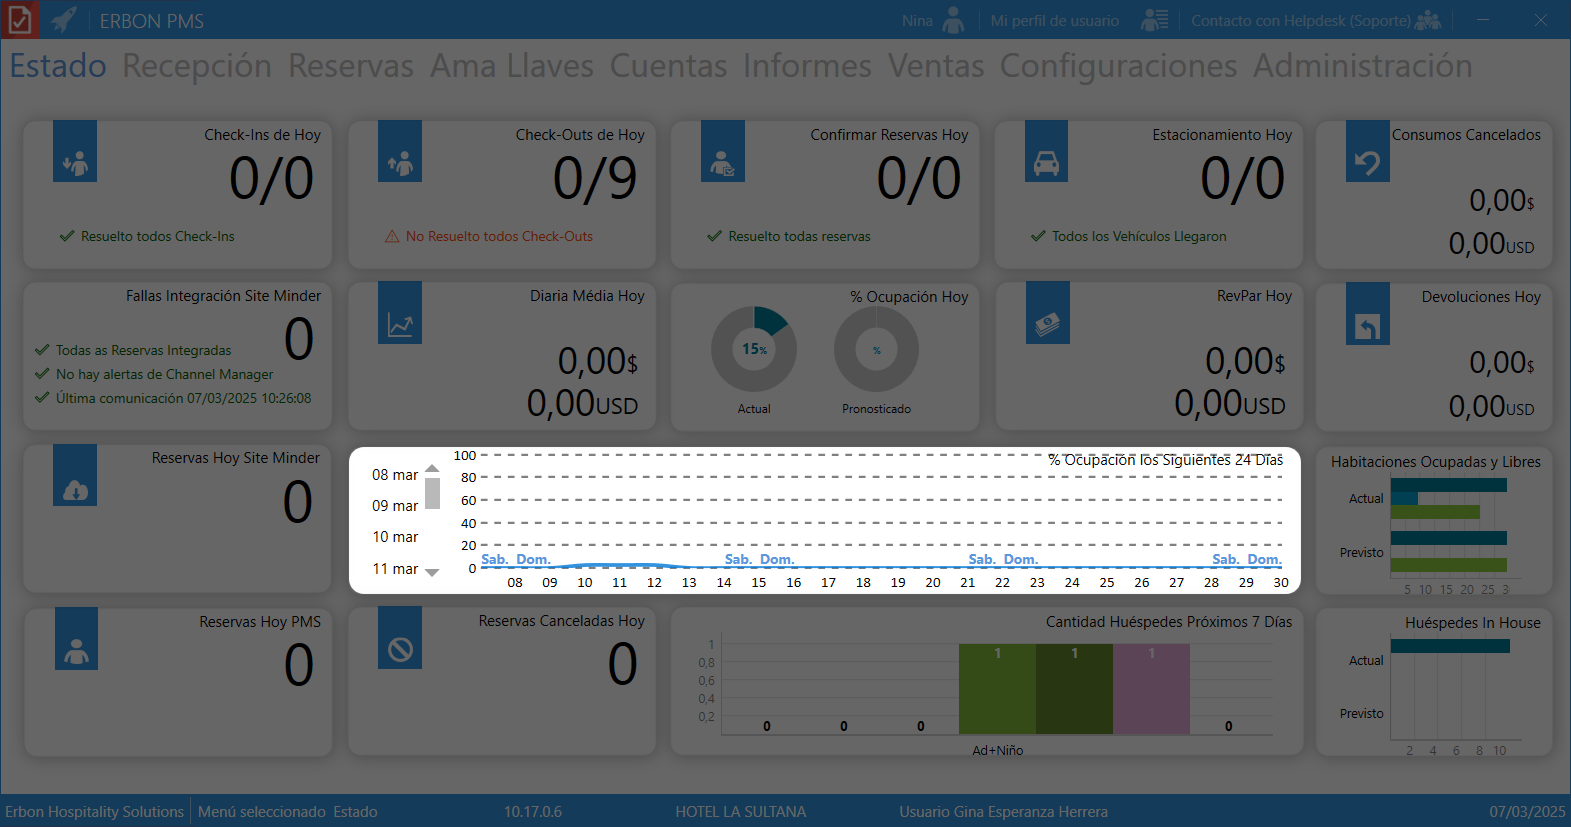 ERBON PMS
Nina
Mi perfil de usuario
Contacto con Helpdesk (Soporte)
Estado Recepción Reservas Ama Llaves Cuentas Informes Ventas Configuraciones Administración
Check-Ins de Hoy
0/0
Resuelto todos Check-Ins
Check-Outs de Hoy
0/9
No Resuelto todos Check-Outs
Confirmar Reservas Hoy
0/0
Resuelto todas reservas
Estacionamiento Hoy
0/0
Todos los Vehículos Llegaron
Consumos Cancelados
0,00$
0,00USD
Fallas Integración Site Minder
0
Todas as Reservas Integradas
No hay alertas de Channel Manager
Última comunicación 07/03/2025 10:26:08
Diaria Média Hoy
0,00$
0,00USD
% Ocupación Hoy
15%
%
Actual
Pronosticado
RevPar Hoy
0,00$
0,00USD
Devoluciones Hoy
0,00$
0,00USD
Reservas Hoy Site Minder
0
08 mar
09 mar
10 mar
11 mar
% Ocupación los Siguientes 24 Días
100
80
60
40
20
0
Sab. Dom. Sab. Dom. Sab. Dom. Sab. Dom.
08 09 10 11 12 13 14 15 16 17 18 19 20 21 22 23 24 25 26 27 28 29 30
Habitaciones Ocupadas y Libres
Actual
Previsto
5 10 15 20 25 3
Reservas Hoy PMS
0
Reservas Canceladas Hoy
0
Cantidad Huéspedes Próximos 7 Días
1
0,8
0,6
0,4
0,2
0 0 0 1 1 1 0
Ad+Niño
Huéspedes In House
Actual
Previsto
2 4 6 8 10
Erbon Hospitality Solutions
Menú seleccionado Estado
10.17.0.6
HOTEL LA SULTANA
Usuario Gina Esperanza Herrera
07/03/2025